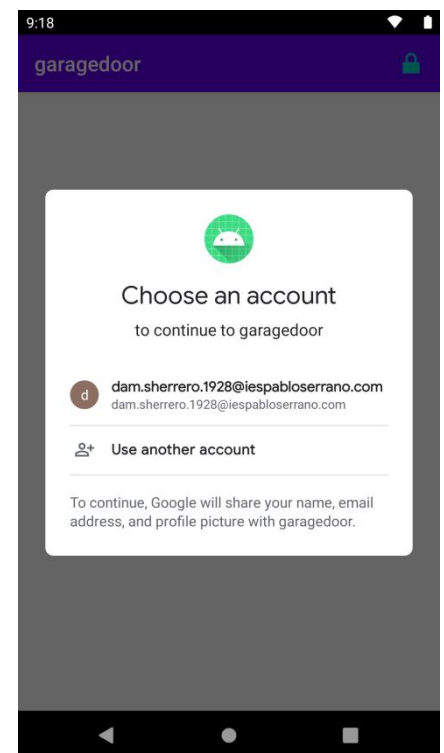 9:18
garagedoor
Choose an account
to continue to garagedoor
d
dam.sherrero.1928@iespabloserrano.com
dam.sherrero.1928@iespabloserrano.com
Use another account
To continue, Google will share your name, email
address, and profile picture with garagedoor.